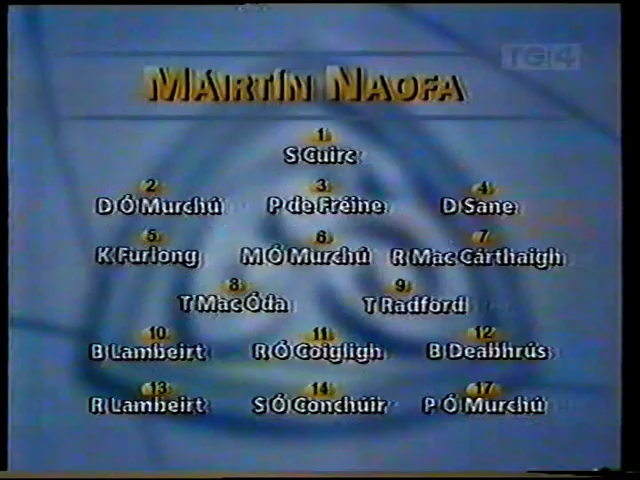 TG4
MÁIRTÍN NAOFA
1
S Cuirc
2 3 4
D Ó Murchú P de Fréine D Sane
5 6 7
K Furlong M Ó Murchú R Mac Cárthaigh
8 9
T Mac Óda T Radford
10 11 12
B Lambeirt R Ó Coigligh B Deabhrús
13 14 17
R Lambeirt S Ó Conchúir P Ó Murchú